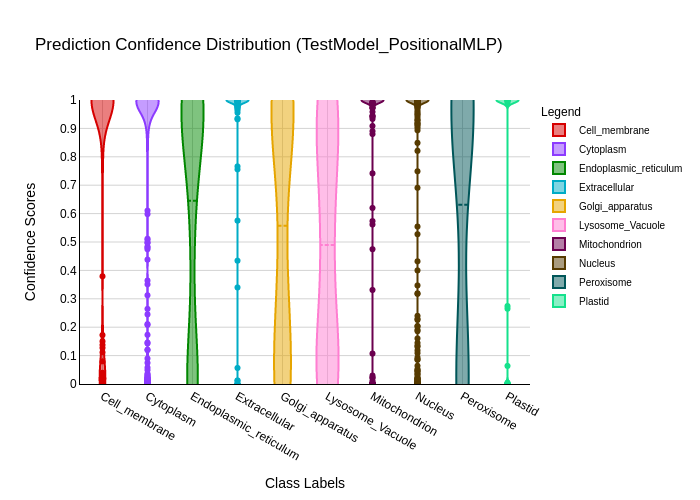 Prediction Confidence Distribution (TestModel_PositionalMLP)
Legend
Cell_membrane
Cytoplasm
Endoplasmic_reticulum
Extracellular
Golgi_apparatus
Lysosome_Vacuole
Mitochondrion
Nucleus
Peroxisome
Plastid
Confidence Scores
1
0.9
0.8
0.7
0.6
0.5
0.4
0.3
0.2
0.1
0
Cell_membrane
Cytoplasm
Endoplasmic_reticulum
Extracellular
Golgi_apparatus
Lysosome_Vacuole
Mitochondrion
Nucleus
Peroxisome
Plastid
Class Labels